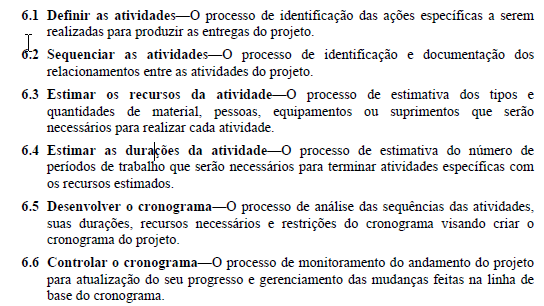 6.1 Definir as atividades—O processo de identificação das ações específicas a serem
realizadas para produzir as entregas do projeto.
6.2 Sequenciar as atividades—O processo de identificação e documentação dos
relacionamentos entre as atividades do projeto.
6.3 Estimar os recursos da atividade—O processo de estimativa dos tipos e
quantidades de material, pessoas, equipamentos ou suprimentos que serão
necessários para realizar cada atividade.
6.4 Estimar as durações da atividade—O processo de estimativa do número de
períodos de trabalho que serão necessários para terminar atividades específicas com
os recursos estimados.
6.5 Desenvolver o cronograma—O processo de análise das sequências das atividades,
suas durações, recursos necessários e restrições do cronograma visando criar o
cronograma do projeto.
6.6 Controlar o cronograma—O processo de monitoramento do andamento do projeto
para atualização do seu progresso e gerenciamento das mudanças feitas na linha de
base do cronograma.